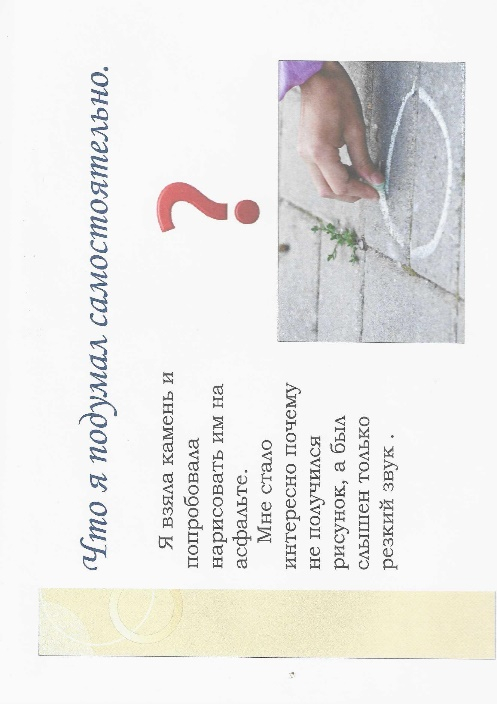 Что я подумал самостоятельно.
Я взяла камень и
попробовала
нарисовать им на
асфальте.
Мне стало
интересно почему
не получился
рисунок, а был
слышен только
резкий звук .
?